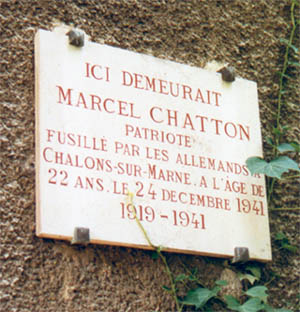 ICI DEMEURAIT
MARCEL CHATTON
PATRIOTE
FUSILLÉ PAR LES ALLEMANDS A
CHALONS-SUR-MARNE. A L'ÂGE DE
22 ANS. LE 24 DECEMBRE 1941
1919-1941